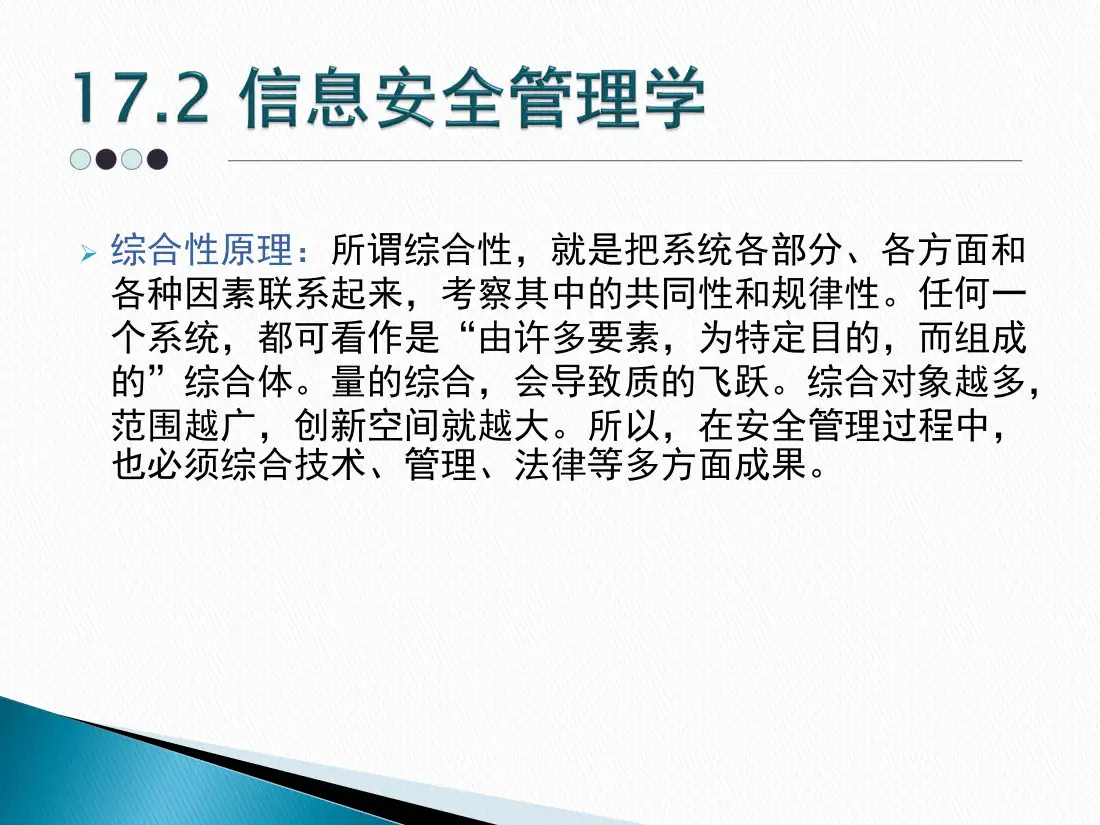 17.2 信息安全管理学
综合性原理：所谓综合性，就是把系统各部分、各方面和
各种因素联系起来，考察其中的共同性和规律性。任何一
个系统，都可看作是“由许多要素，为特定目的，而组成
的”综合体。量的综合，会导致质的飞跃。综合对象越多，
范围越广，创新空间就越大。所以，在安全管理过程中，
也必须综合技术、管理、法律等多方面成果。